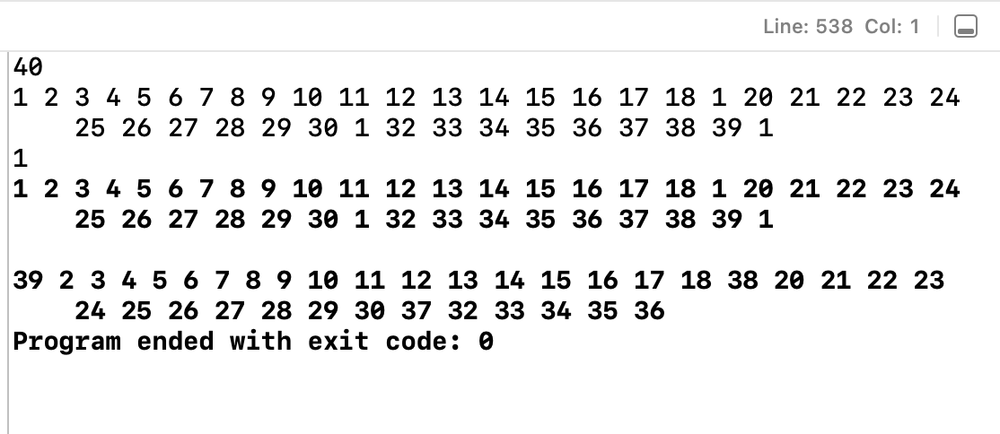 Line: 538 Col: 1
40
1 2 3 4 5 6 7 8 9 10 11 12 13 14 15 16 17 18 1 20 21 22 23 24
25 26 27 28 29 30 1 32 33 34 35 36 37 38 39 1
1
1 2 3 4 5 6 7 8 9 10 11 12 13 14 15 16 17 18 1 20 21 22 23 24
25 26 27 28 29 30 1 32 33 34 35 36 37 38 39 1
39 2 3 4 5 6 7 8 9 10 11 12 13 14 15 16 17 18 38 20 21 22 23
24 25 26 27 28 29 30 37 32 33 34 35 36
Program ended with exit code: 0